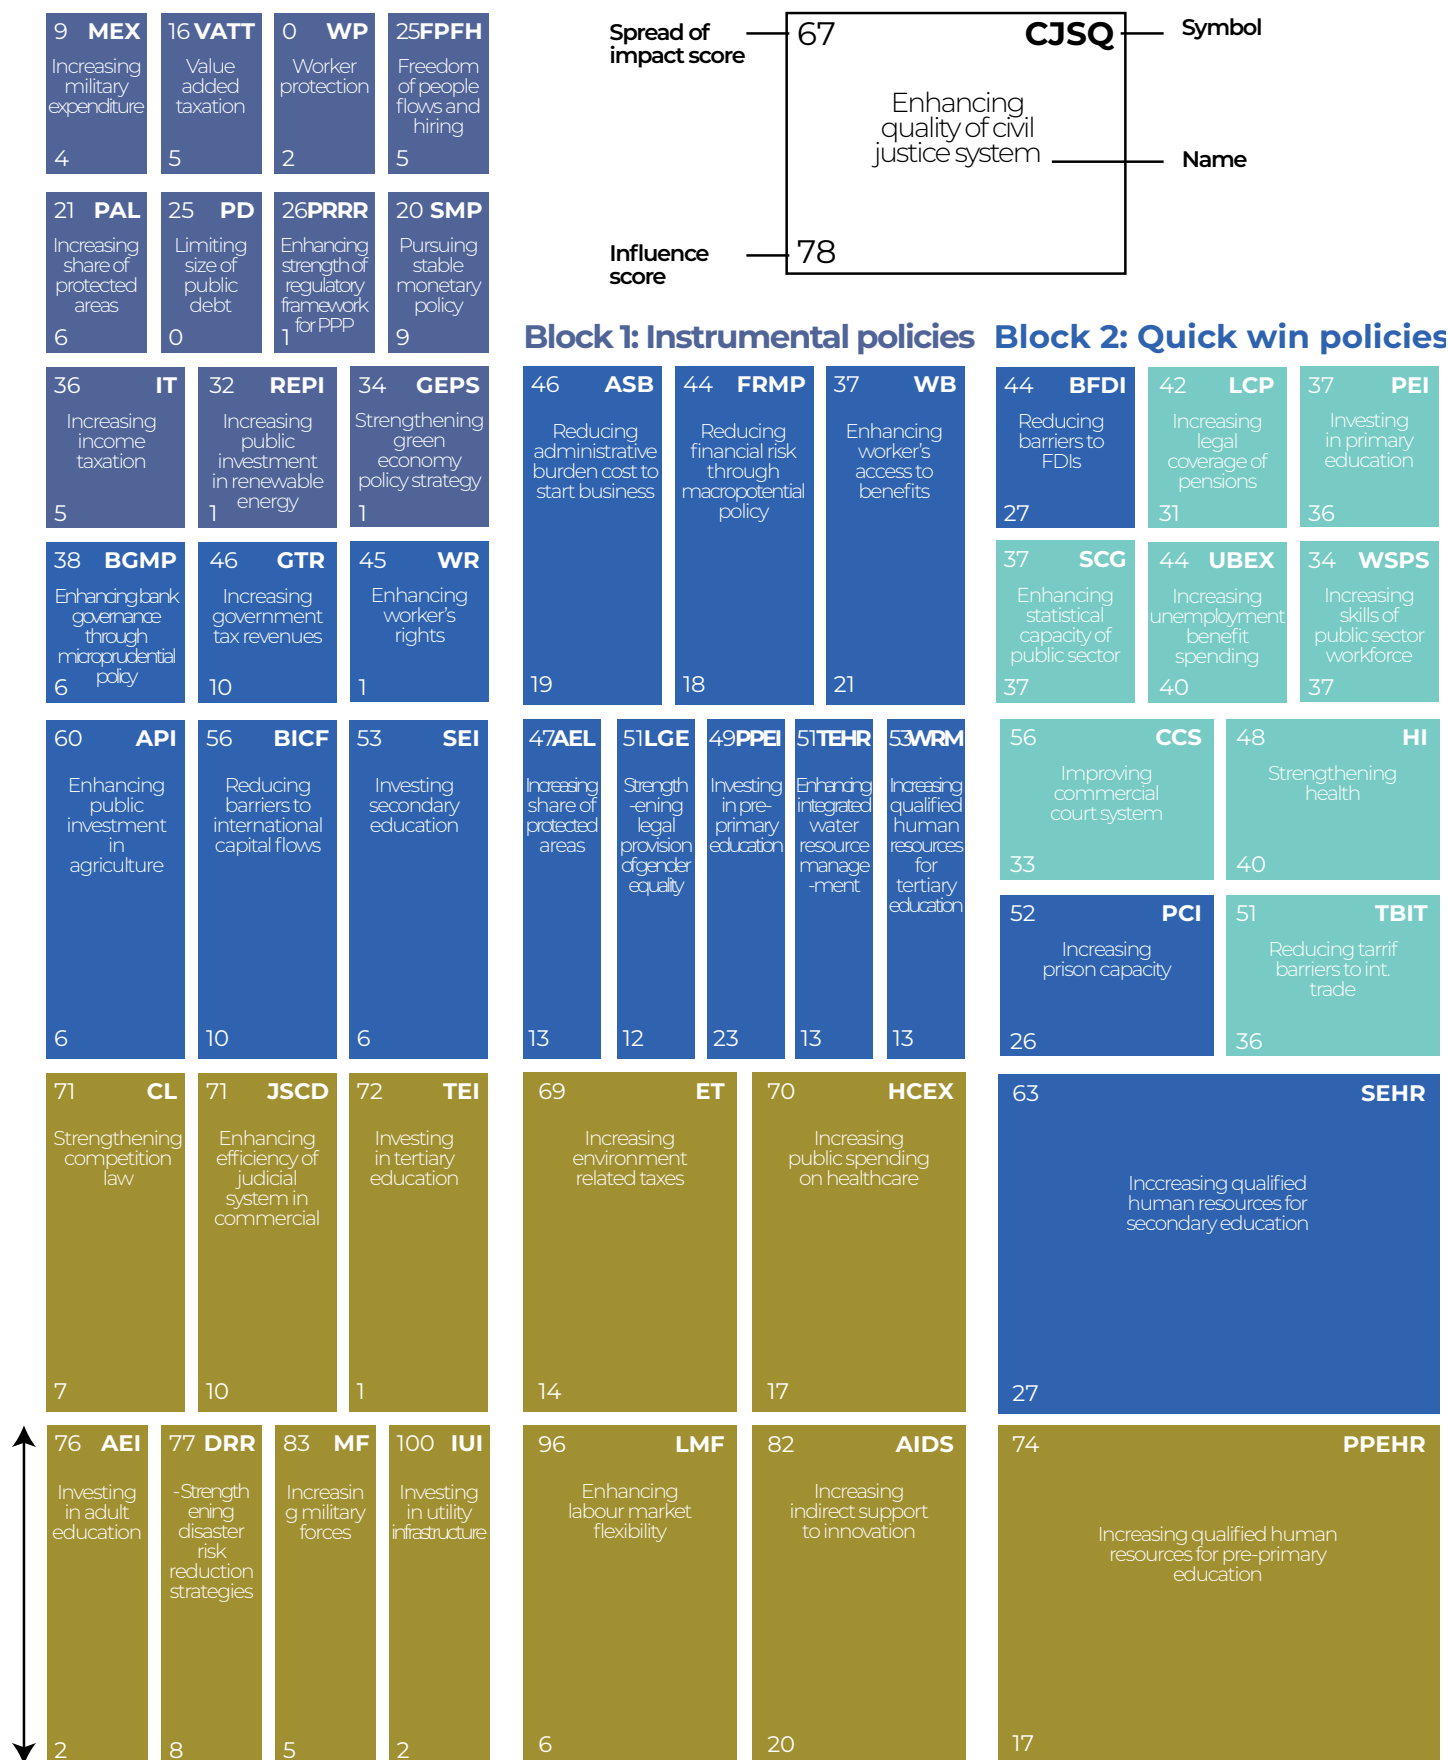 9 MEX
Increasing
military
expenditure
4
16 VATT
Value
added
taxation
5
0 WP
Worker
protection
2
25 FPFH
Freedom
of people
flows and
hiring
5
Spread of
impact score
67
CJSQ
Symbol
Enhancing
quality of civil
justice system
Name
Influence
score
78
21 PAL
Increasing
share of
protected
areas
6
25 PD
Limiting
size of
public
debt
0
26 PRRR
Enhancing
strength of
regulatory
framework
for PPP
1
20 SMP
Pursuing
stable
monetary
policy
9
Block 1: Instrumental policies
Block 2: Quick win policies
36 IT
Increasing
income
taxation
5
32 REPI
Increasing
public
investment
in renewable
energy
1
34 GEPS
Strengthening
green
economy
policy strategy
1
46 ASB
Reducing
administrative
burden cost to
start business
19
44 FRMP
Reducing
financial risk
through
macropotential
policy
18
37 WB
Enhancing
worker's
access to
benefits
21
44 BFDI
Reducing
barriers to
FDIs
27
42 LCP
Increasing
legal
coverage of
pensions
31
37 PEI
Investing
in primary
education
36
38 BGMP
Enhancing bank
governance
through
microprudential
policy
6
46 GTR
Increasing
government
tax revenues
10
45 WR
Enhancing
worker's
rights
1
37 SCG
Enhancing
statistical
capacity of
public sector
37
44 UBEX
Increasing
unemployment
benefit
spending
40
34 WSPS
Increasing
skills of
public sector
workforce
37
60 API
Enhancing
public
investment
in
agriculture
6
56 BICF
Reducing
barriers to
international
capital flows
10
53 SEI
Investing
secondary
education
6
47 AEL
Increasing
share of
protected
areas
13
51 LGE
Strength
-ening
legal
provision
of gender
equality
12
49 PPEI
Investing
in pre-
primary
education
23
51 TEHR
Enhancing
integrated
water
resource
manage
-ment
13
53 WRM
Increasing
qualified
human
resources
for
tertiary
education
13
56 CCS
Improving
commercial
court system
33
48 HI
Strengthening
health
40
52 PCI
Increasing
prison capacity
26
51 TBIT
Reducing tarrif
barriers to int.
trade
36
71 CL
Strengthening
competition
law
7
71 JSCD
Enhancing
efficiency of
judicial
system in
commercial
10
72 TEI
Investing
in tertiary
education
1
69 ET
Increasing
environment
related taxes
14
70 HCEX
Increasing
public spending
on healthcare
17
63 SEHR
Inccreasing qualified
human resources for
secondary education
27
76 AEI
Investing
in adult
education
2
77 DRR
-Strength
ening
disaster
risk
reduction
strategies
8
83 MF
Increasin
g military
forces
5
100 IUI
Investing
in utility
infrastructure
2
96 LMF
Enhancing
labour market
flexibility
6
82 AIDS
Increasing
indirect support
to innovation
20
74 PPEHR
Increasing qualified human
resources for pre-primary
education
17